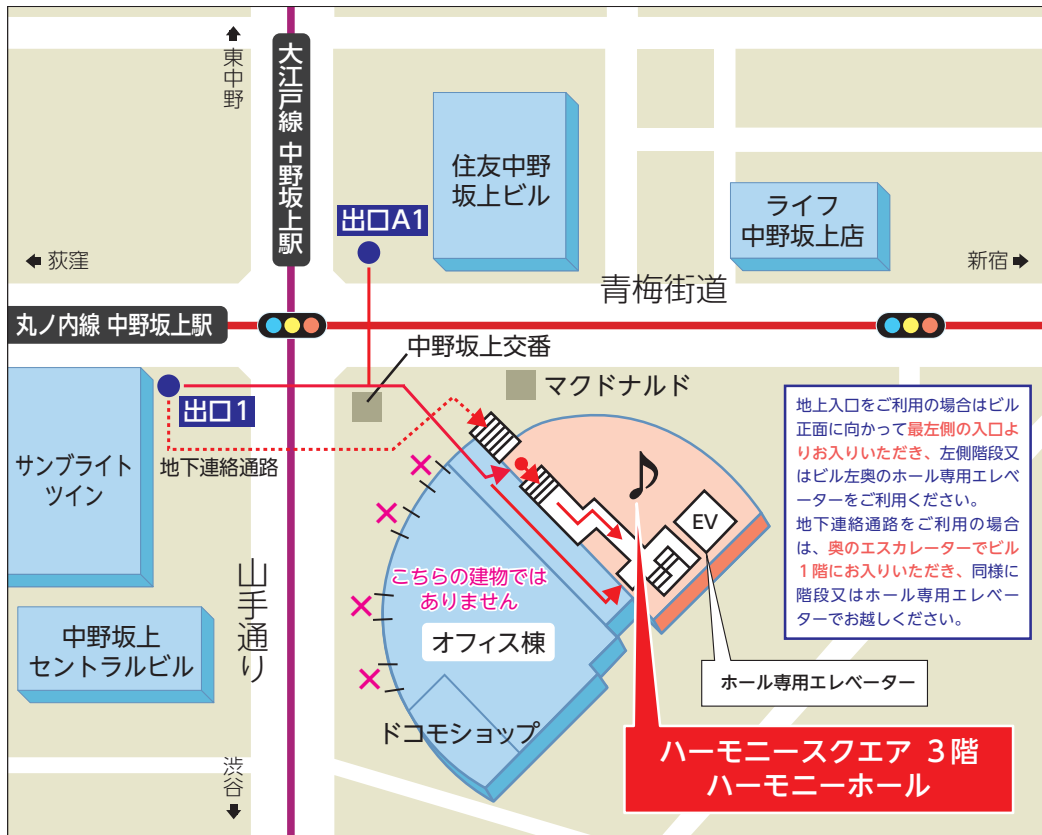 東中野
大江戸線 中野坂上駅
住友中野
坂上ビル
出口A1
ライフ
中野坂上店
荻窪
新宿
青梅街道
丸ノ内線 中野坂上駅
中野坂上交番
マクドナルド
出口1
地下連絡通路
サンブライト
ツイン
地上入口をご利用の場合はビル
正面に向かって最左側の入口よ
りお入りいただき、左側階段又
はビル左奥のホール専用エレベ
ーターをご利用ください。
地下連絡通路をご利用の場合
は、奥のエスカレーターでビル
1階にお入りいただき、同様に
階段又はホール専用エレベー
ターでお越しください。
EV
こちらの建物では
ありません
オフィス棟
山手通り
中野坂上
セントラルビル
ホール専用エレベーター
ドコモショップ
ハーモニースクエア 3階
ハーモニーホール
渋谷